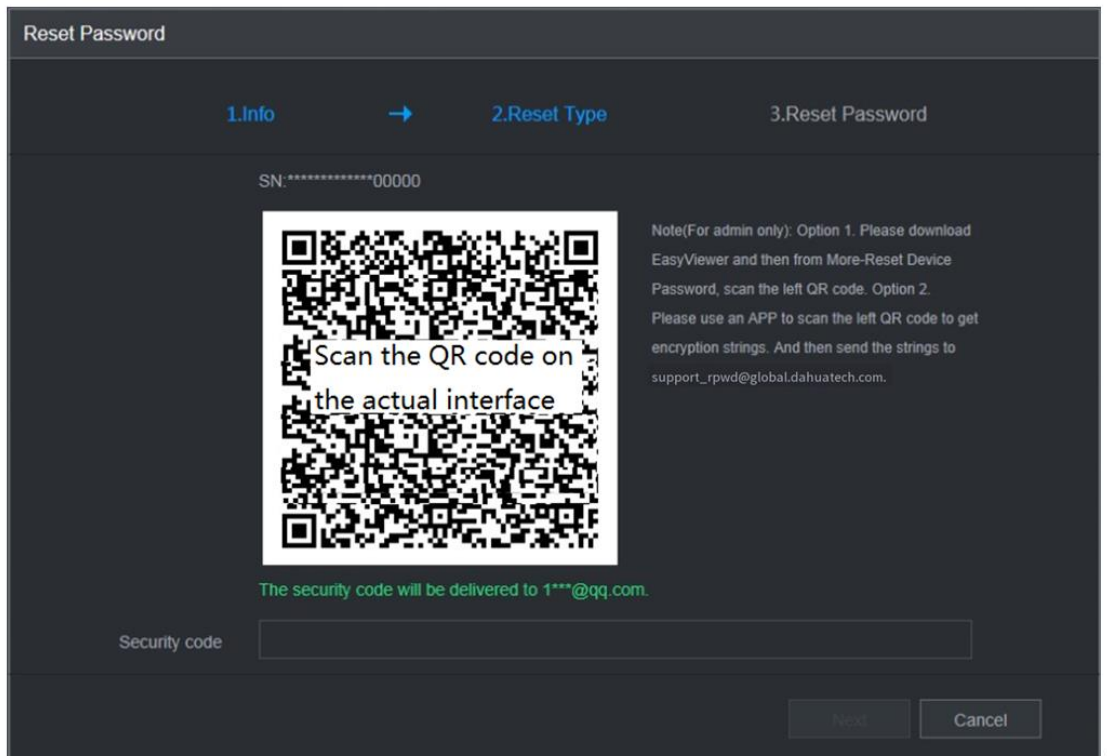 Reset Password
1.Info → 2.Reset Type 3.Reset Password
SN:*************00000
Note(For admin only): Option 1. Please download
EasyViewer and then from More-Reset Device
Password, scan the left QR code. Option 2.
Please use an APP to scan the left QR code to get
encryption strings. And then send the strings to
support_rpwd@global.dahuatech.com.
Scan the QR code on
the actual interface
The security code will be delivered to 1***@qq.com.
Security code
Next Cancel